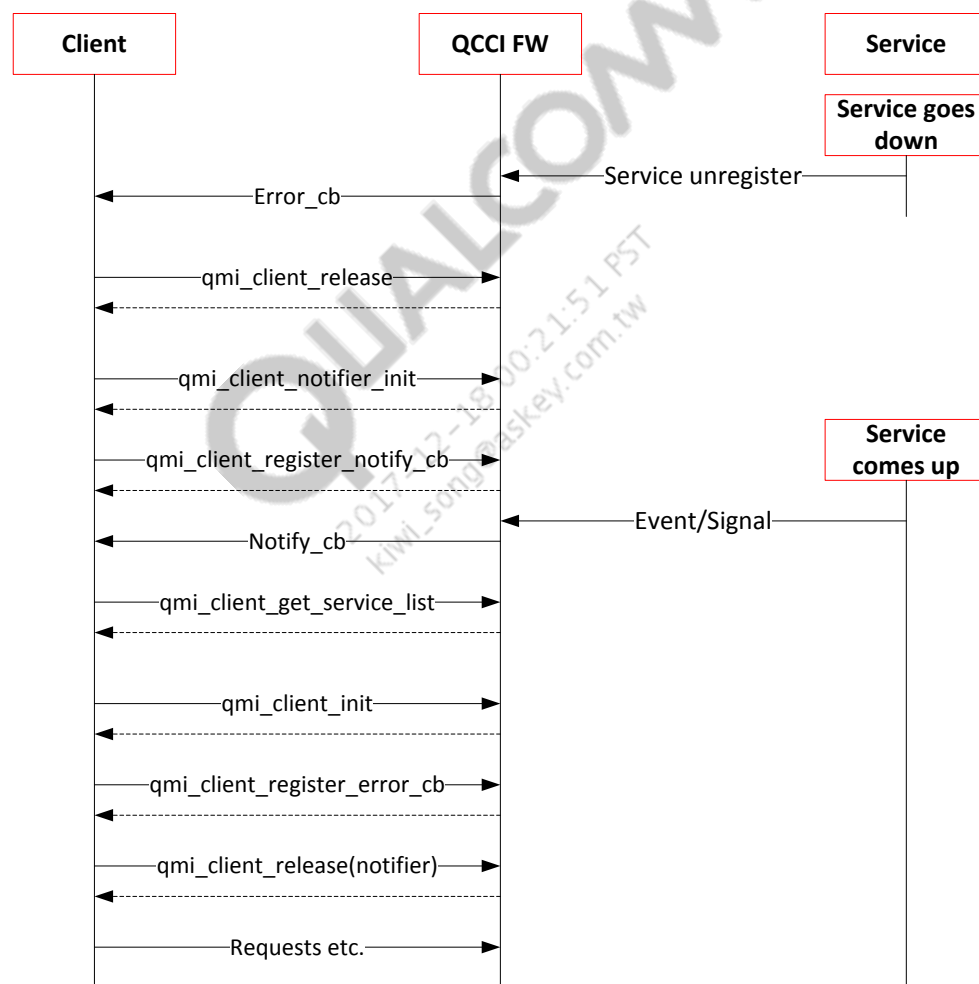 Client
QCCI FW
Service
Service goes
down
Service unregister
Error_cb
qmi_client_release
qmi_client_notifier_init
Service
comes up
qmi_client_register_notify_cb
Event/Signal
Notify_cb
qmi_client_get_service_list
qmi_client_init
qmi_client_register_error_cb
qmi_client_release(notifier)
Requests etc.
QUALCOM
2017-12-18 00:21:51 PST
kiwi_song@askey.com.tw